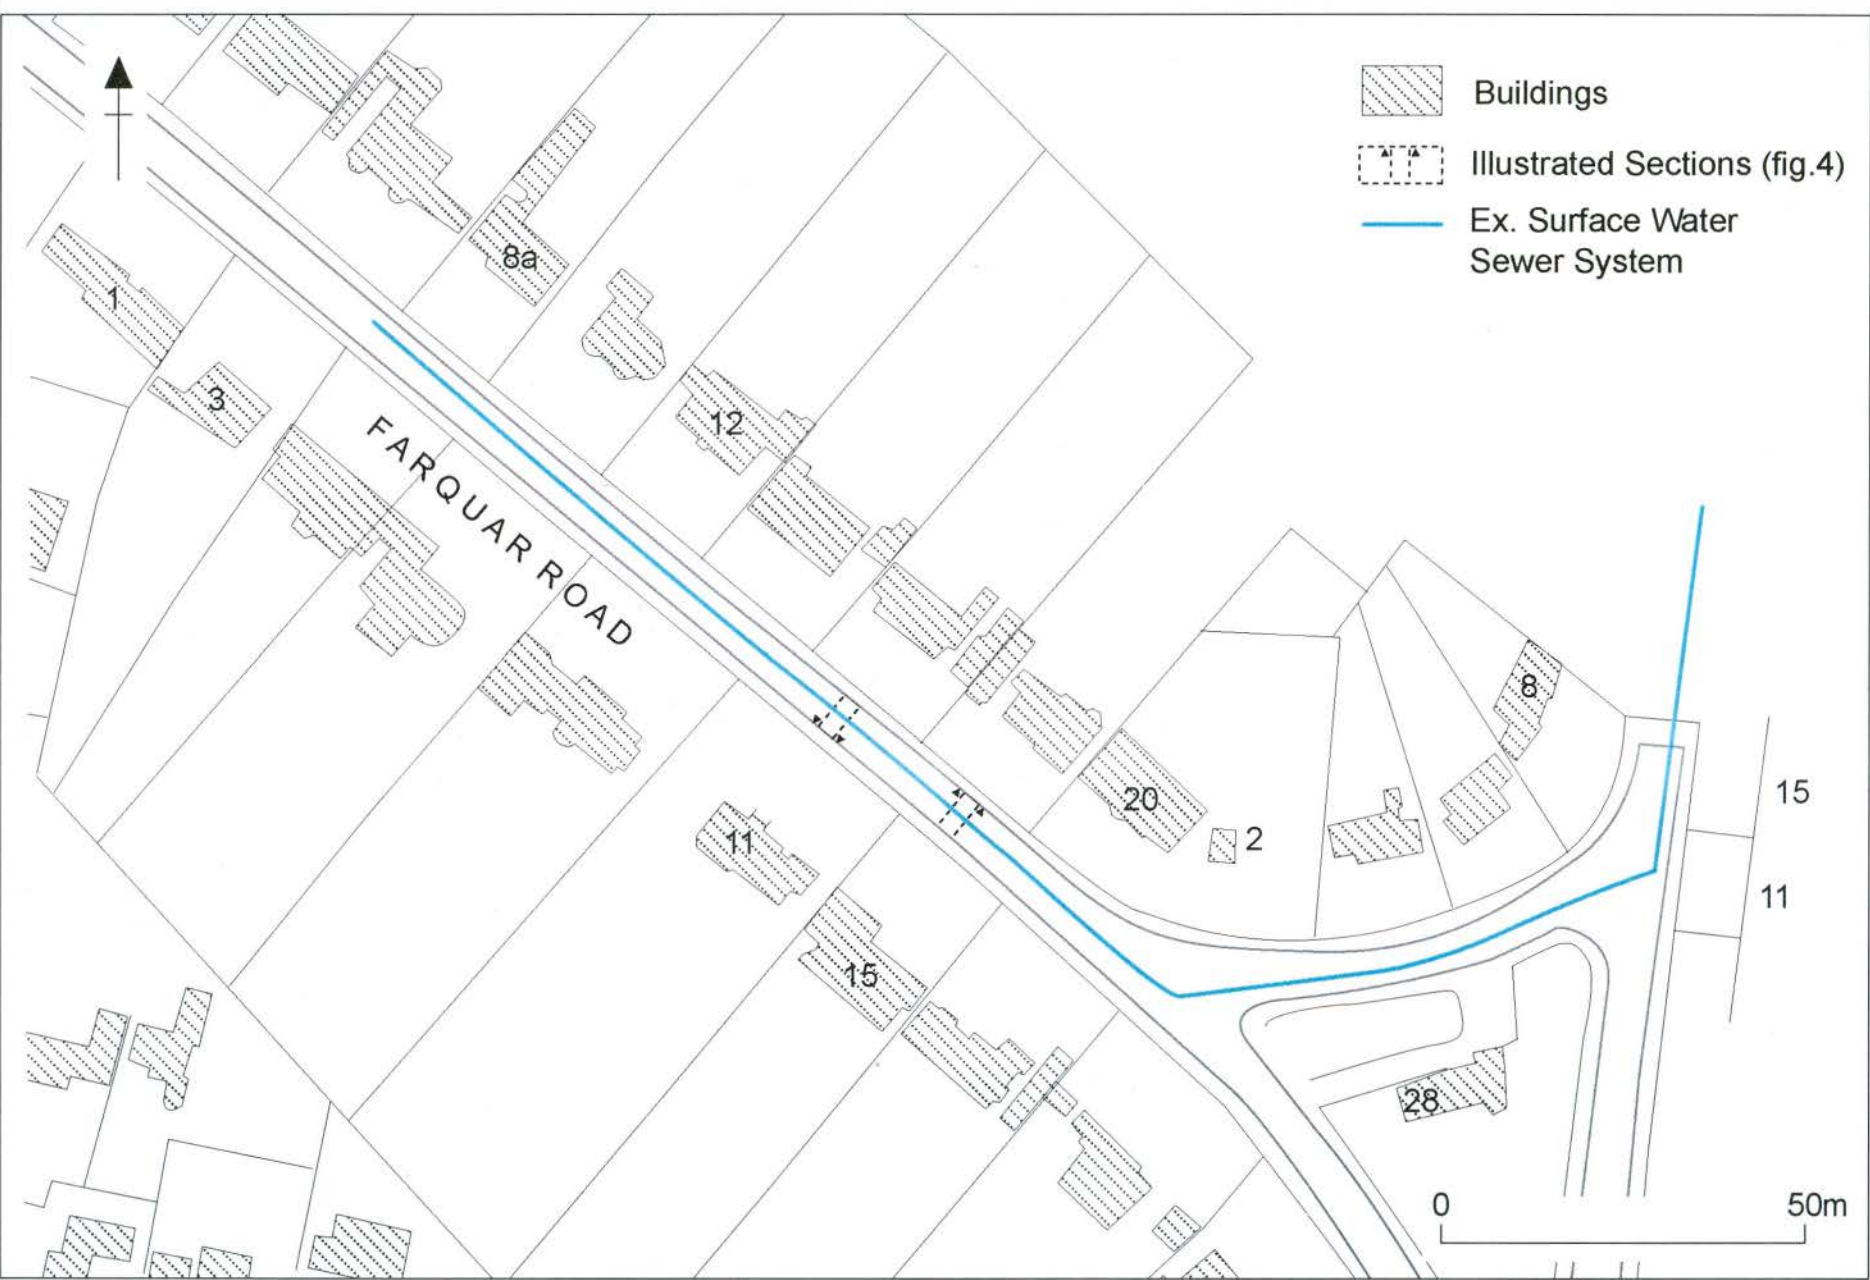 Buildings
Illustrated Sections (fig.4)
Ex. Surface Water
Sewer System
8a
1
3
12
FARQUAR ROAD
8
20
2
15
11
11
15
28
0
50m